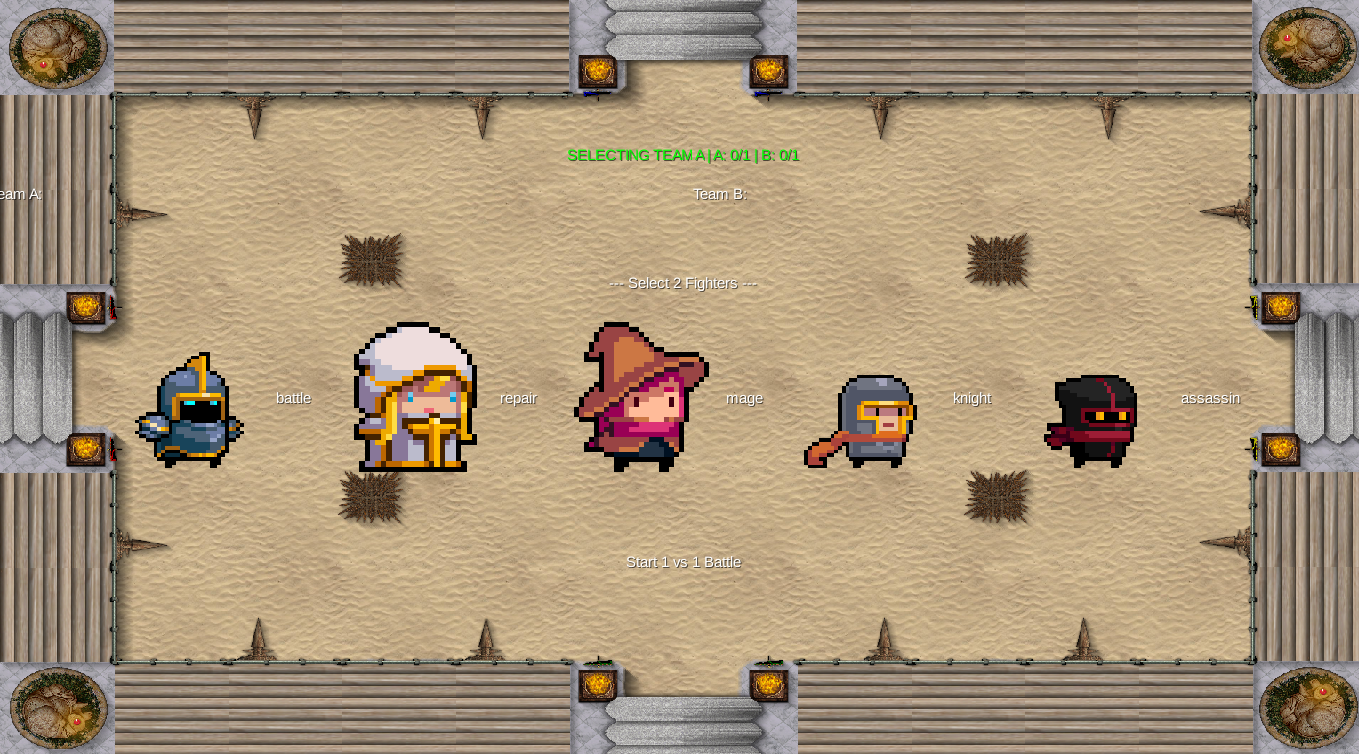 SELECTING TEAM A | A: 0/1 | B: 0/1
eam A:
Team B:
--- Select 2 Fighters ---
battle
repair
mage
knight
assassin
Start 1 vs 1 Battle